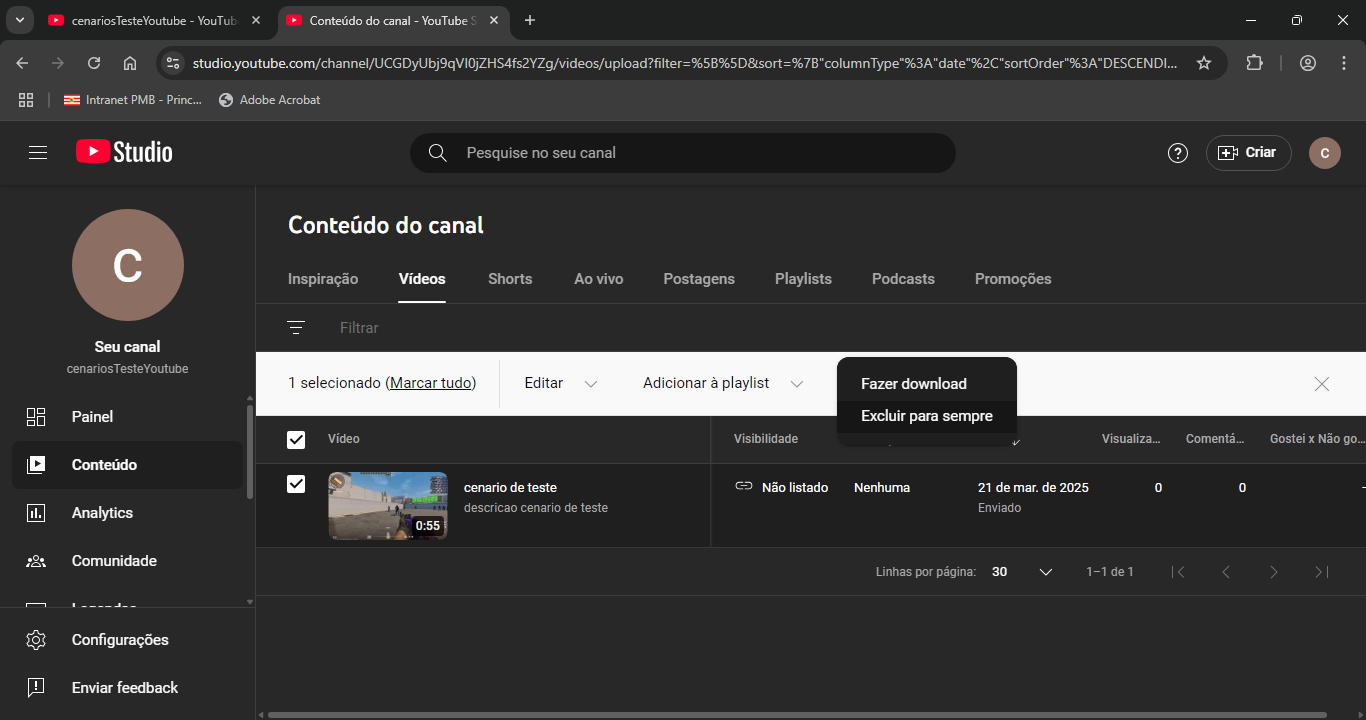 cenariosTesteYoutube - YouTub
Conteúdo do canal - YouTube S
studio.youtube.com/channel/UCGDyUbj9qVI0jZHS4fs2YZg/videos/upload?filter=%5B%5D&sort=%7B"columnType"%3A"date"%2C"sortOrder"%3A"DESCENDI...
Intranet PMB - Princ...
Adobe Acrobat
Studio
Pesquise no seu canal
Criar
C
C
Seu canal
cenariosTesteYoutube
Painel
Conteúdo
Analytics
Comunidade
Configurações
Enviar feedback
Conteúdo do canal
Inspiração Vídeos Shorts Ao vivo Postagens Playlists Podcasts Promoções
Filtrar
1 selecionado (Marcar tudo) Editar Adicionar à playlist
Fazer download
Excluir para sempre
Vídeo Visibilidade Visualiza... Comentá... Gostei x Não go...
0:55
cenario de teste
descricao cenario de teste
Não listado Nenhuma 21 de mar. de 2025 0 0
Enviado
Linhas por página: 30 1–1 de 1